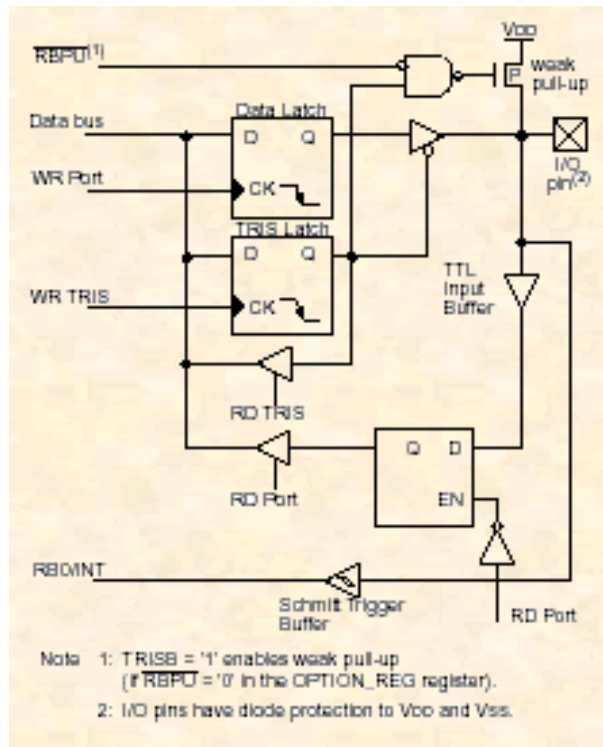 VDD
RBPU(1)
weak
P
pull-up
Data Latch
Data bus
D Q
I/O
pin(2)
WR Port
CK
TRIS Latch
D Q
TTL
Input
Buffer
WR TRIS
CK
RD TRIS
Q D
EN
RD Port
RB0/INT
Schmitt Trigger
Buffer
RD Port
Note 1: TRISB = '1' enables weak pull-up
(if RBPU = '0' in the OPTION_REG register).
2: I/O pins have diode protection to VDD and VSS.